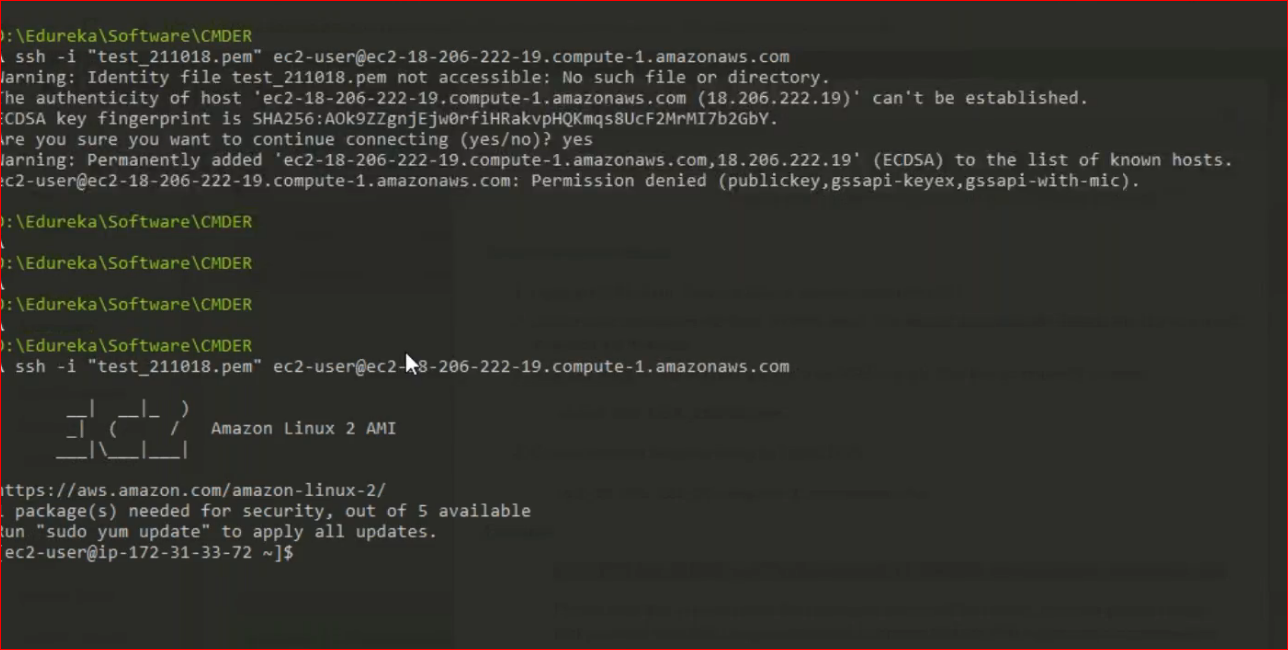 :\Edureka\Software\CMDER
ssh -i "test_211018.pem" ec2-user@ec2-18-206-222-19.compute-1.amazonaws.com
Warning: Identity file test_211018.pem not accessible: No such file or directory.
The authenticity of host 'ec2-18-206-222-19.compute-1.amazonaws.com (18.206.222.19)' can't be established.
ECDSA key fingerprint is SHA256:AOk9ZZgnjEjw0rfiHRakvpHQKmqs8UcF2MrMI7b2GbY.
Are you sure you want to continue connecting (yes/no)? yes
Warning: Permanently added 'ec2-18-206-222-19.compute-1.amazonaws.com,18.206.222.19' (ECDSA) to the list of known hosts.
ec2-user@ec2-18-206-222-19.compute-1.amazonaws.com: Permission denied (publickey,gssapi-keyex,gssapi-with-mic).
:\Edureka\Software\CMDER
:\Edureka\Software\CMDER
:\Edureka\Software\CMDER
:\Edureka\Software\CMDER
ssh -i "test_211018.pem" ec2-user@ec2-18-206-222-19.compute-1.amazonaws.com
Amazon Linux 2 AMI
https://aws.amazon.com/amazon-linux-2/
package(s) needed for security, out of 5 available
Run "sudo yum update" to apply all updates.
[ec2-user@ip-172-31-33-72 ~]$